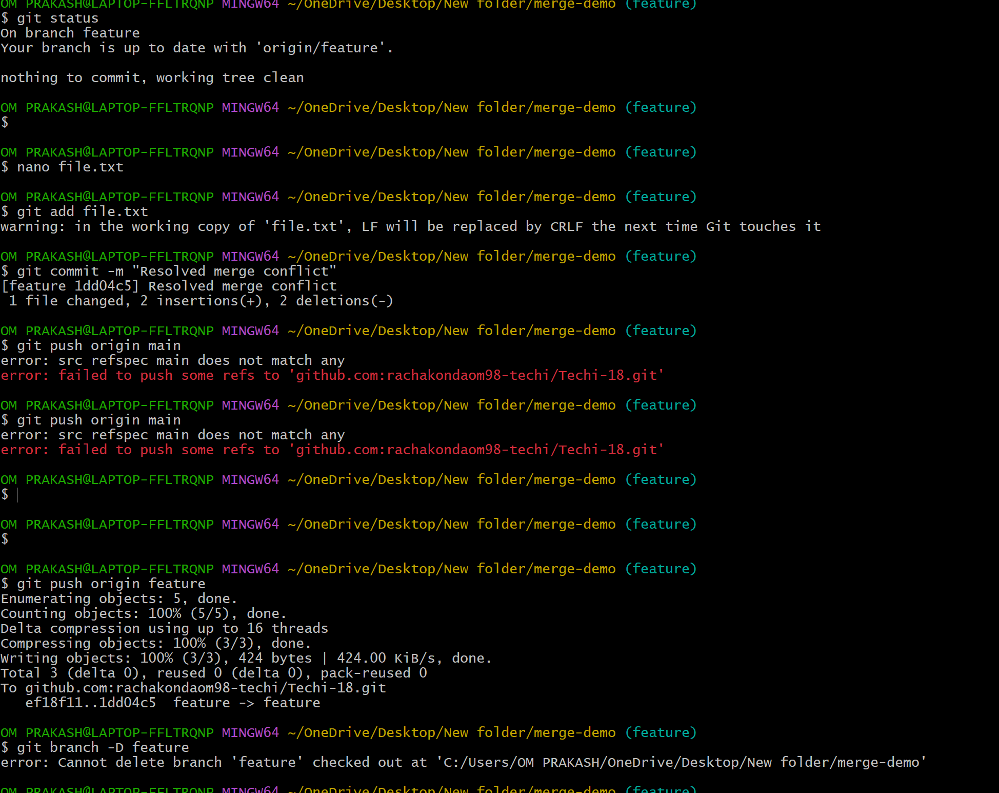 OM PRAKASH@LAPTOP-FFLTRQNP MINGW64 ~/OneDrive/Desktop/New folder/merge-demo (feature)
$ git status
On branch feature
Your branch is up to date with 'origin/feature'.
nothing to commit, working tree clean
OM PRAKASH@LAPTOP-FFLTRQNP MINGW64 ~/OneDrive/Desktop/New folder/merge-demo (feature)
$
OM PRAKASH@LAPTOP-FFLTRQNP MINGW64 ~/OneDrive/Desktop/New folder/merge-demo (feature)
$ nano file.txt
OM PRAKASH@LAPTOP-FFLTRQNP MINGW64 ~/OneDrive/Desktop/New folder/merge-demo (feature)
$ git add file.txt
warning: in the working copy of 'file.txt', LF will be replaced by CRLF the next time Git touches it
OM PRAKASH@LAPTOP-FFLTRQNP MINGW64 ~/OneDrive/Desktop/New folder/merge-demo (feature)
$ git commit -m "Resolved merge conflict"
[feature 1dd04c5] Resolved merge conflict
 1 file changed, 2 insertions(+), 2 deletions(-)
OM PRAKASH@LAPTOP-FFLTRQNP MINGW64 ~/OneDrive/Desktop/New folder/merge-demo (feature)
$ git push origin main
error: src refspec main does not match any
error: failed to push some refs to 'github.com:rachakondaom98-techi/Techi-18.git'
OM PRAKASH@LAPTOP-FFLTRQNP MINGW64 ~/OneDrive/Desktop/New folder/merge-demo (feature)
$ git push origin main
error: src refspec main does not match any
error: failed to push some refs to 'github.com:rachakondaom98-techi/Techi-18.git'
OM PRAKASH@LAPTOP-FFLTRQNP MINGW64 ~/OneDrive/Desktop/New folder/merge-demo (feature)
$
OM PRAKASH@LAPTOP-FFLTRQNP MINGW64 ~/OneDrive/Desktop/New folder/merge-demo (feature)
$
OM PRAKASH@LAPTOP-FFLTRQNP MINGW64 ~/OneDrive/Desktop/New folder/merge-demo (feature)
$ git push origin feature
Enumerating objects: 5, done.
Counting objects: 100% (5/5), done.
Delta compression using up to 16 threads
Compressing objects: 100% (3/3), done.
Writing objects: 100% (3/3), 424 bytes | 424.00 KiB/s, done.
Total 3 (delta 0), reused 0 (delta 0), pack-reused 0
To github.com:rachakondaom98-techi/Techi-18.git
   ef18f11..1dd04c5  feature -> feature
OM PRAKASH@LAPTOP-FFLTRQNP MINGW64 ~/OneDrive/Desktop/New folder/merge-demo (feature)
$ git branch -D feature
error: Cannot delete branch 'feature' checked out at 'C:/Users/OM PRAKASH/OneDrive/Desktop/New folder/merge-demo'
OM PRAKASH@LAPTOP-FFLTRQNP MINGW64 ~/OneDrive/Desktop/New folder/merge-demo (feature)